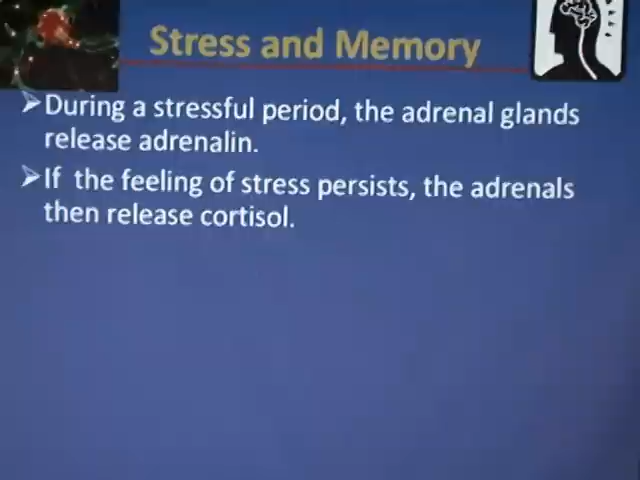 Stress and Memory
During a stressful period, the adrenal glands
release adrenalin.
If the feeling of stress persists, the adrenals
then release cortisol.